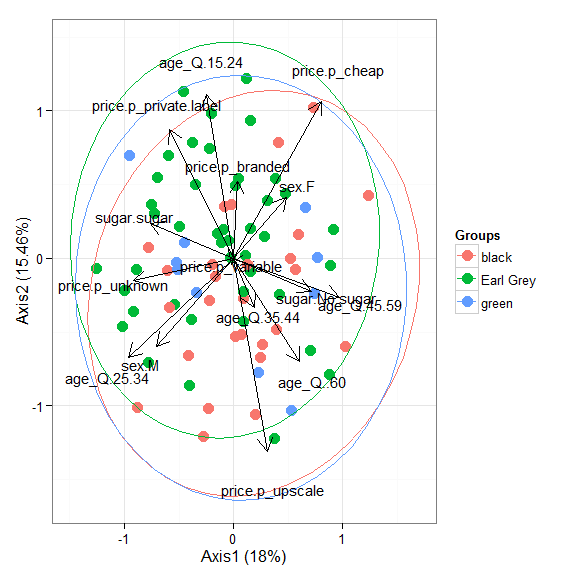 age_Q.15.24
price.p_cheap
price.p_private.label
price.p_branded
sex.F
sugar.sugar
price.p_variable
price.p_unknown
sugar.No.sugar
age_Q.45.59
age_Q.35.44
sex.M
age_Q.25.34
age_Q..60
price.p_upscale
1
0
-1
Axis2 (15.46%)
-1
0
1
Axis1 (18%)
Groups
black
Earl Grey
green